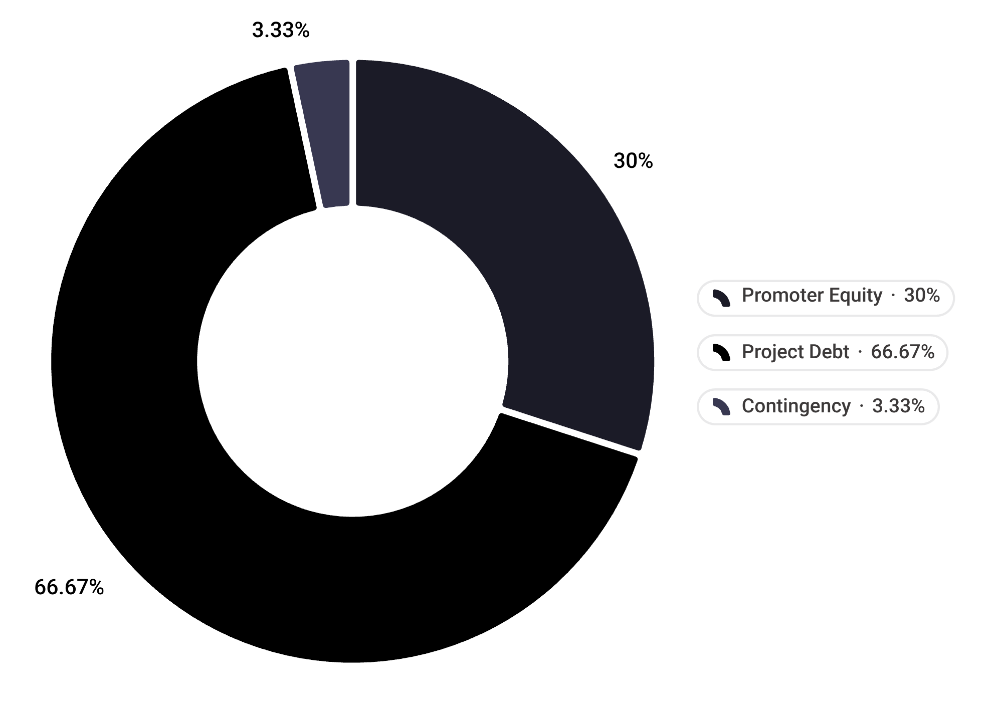 3.33%
30%
Promoter Equity · 30%
Project Debt · 66.67%
Contingency · 3.33%
66.67%